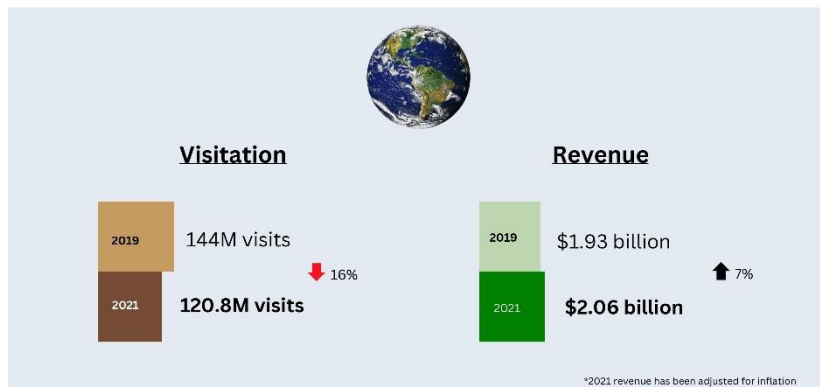 Visitation
2019
144M visits
16%
2021
120.8M visits
Revenue
2019
$1.93 billion
7%
2021
$2.06 billion
*2021 revenue has been adjusted for inflation